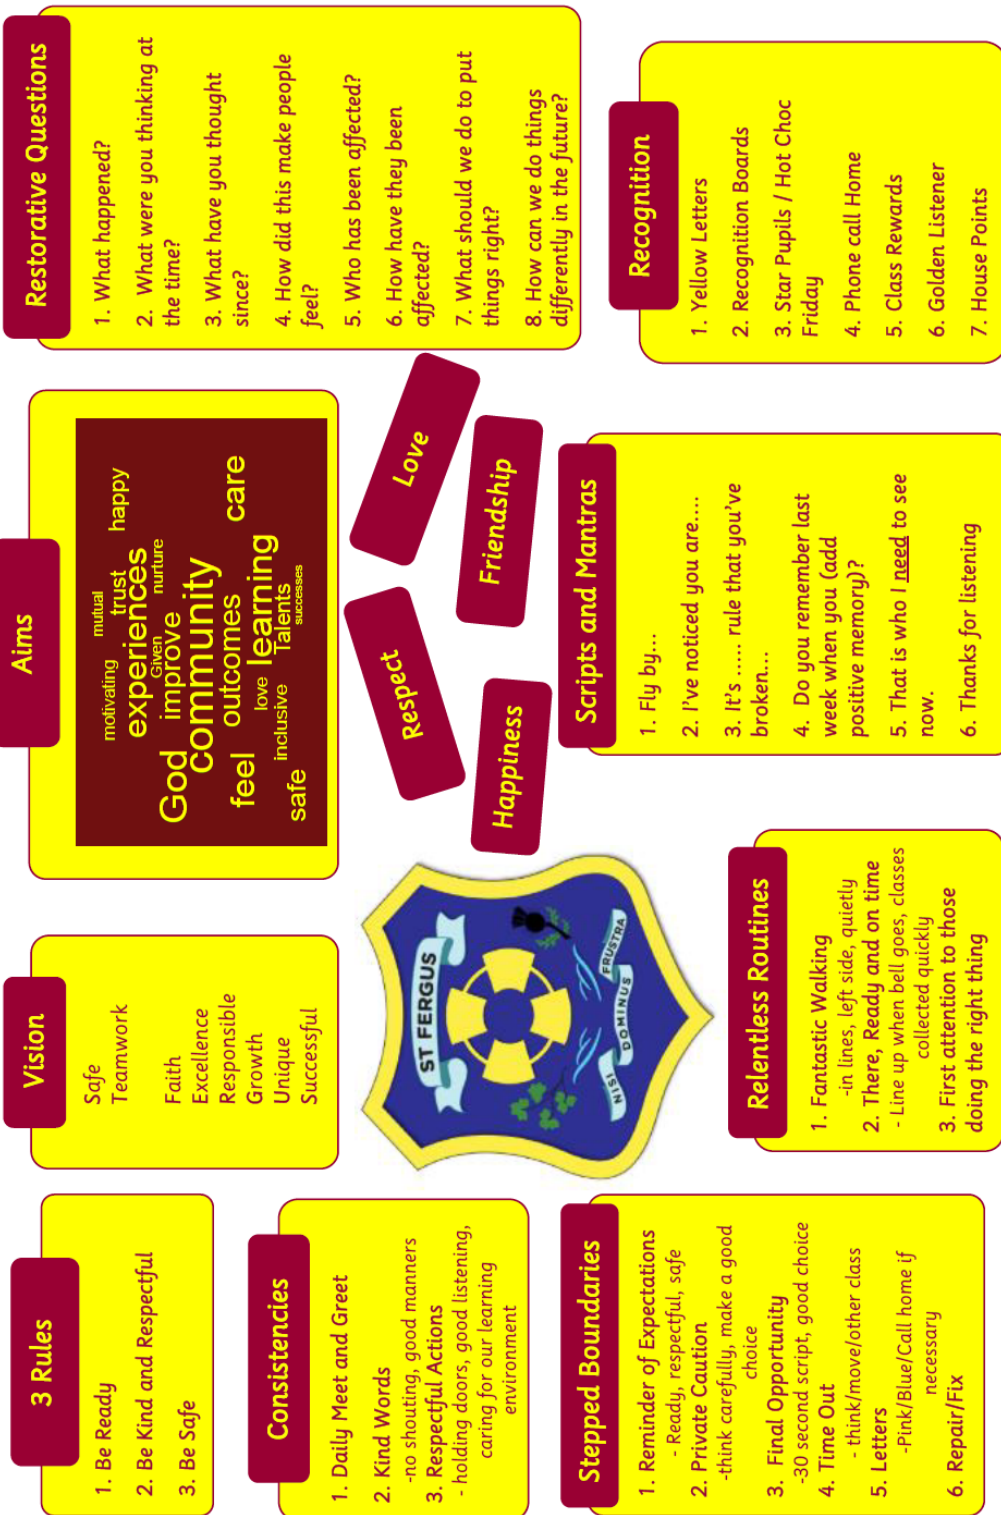 3 Rules
1. Be Ready
2. Be Kind and Respectful
3. Be Safe
Vision
Safe
Teamwork
Faith
Excellence
Responsible
Growth
Unique
Successful
Aims
motivating
mutual
trust
happy
experiences
Given
nurture
God
improve
community
feel
outcomes
care
love
learning
inclusive
Talents
safe
successes
Restorative Questions
1. What happened?
2. What were you thinking at
the time?
3. What have you thought
since?
4. How did this make people
feel?
5. Who has been affected?
6. How have they been
affected?
7. What should we do to put
things right?
8. How can we do things
differently in the future?
Consistencies
1. Daily Meet and Greet
2. Kind Words
-no shouting, good manners
3. Respectful Actions
- holding doors, good listening,
caring for our learning
environment
ST FERGUS
NISI
DOMINUS
FRUSTRA
Respect
Love
Happiness
Friendship
Stepped Boundaries
1. Reminder of Expectations
- Ready, respectful, safe
2. Private Caution
-think carefully, make a good
choice
3. Final Opportunity
-30 second script, good choice
4. Time Out
- think/move/other class
5. Letters
-Pink/Blue/Call home if
necessary
6. Repair/Fix
Relentless Routines
1. Fantastic Walking
-in lines, left side, quietly
2. There, Ready and on time
- Line up when bell goes, classes
collected quickly
3. First attention to those
doing the right thing
Scripts and Mantras
1. Fly by...
2. I've noticed you are....
3. It's ..... rule that you've
broken...
4. Do you remember last
week when you (add
positive memory)?
5. That is who I need to see
now.
6. Thanks for listening
Recognition
1. Yellow Letters
2. Recognition Boards
3. Star Pupils / Hot Choc
Friday
4. Phone call Home
5. Class Rewards
6. Golden Listener
7. House Points